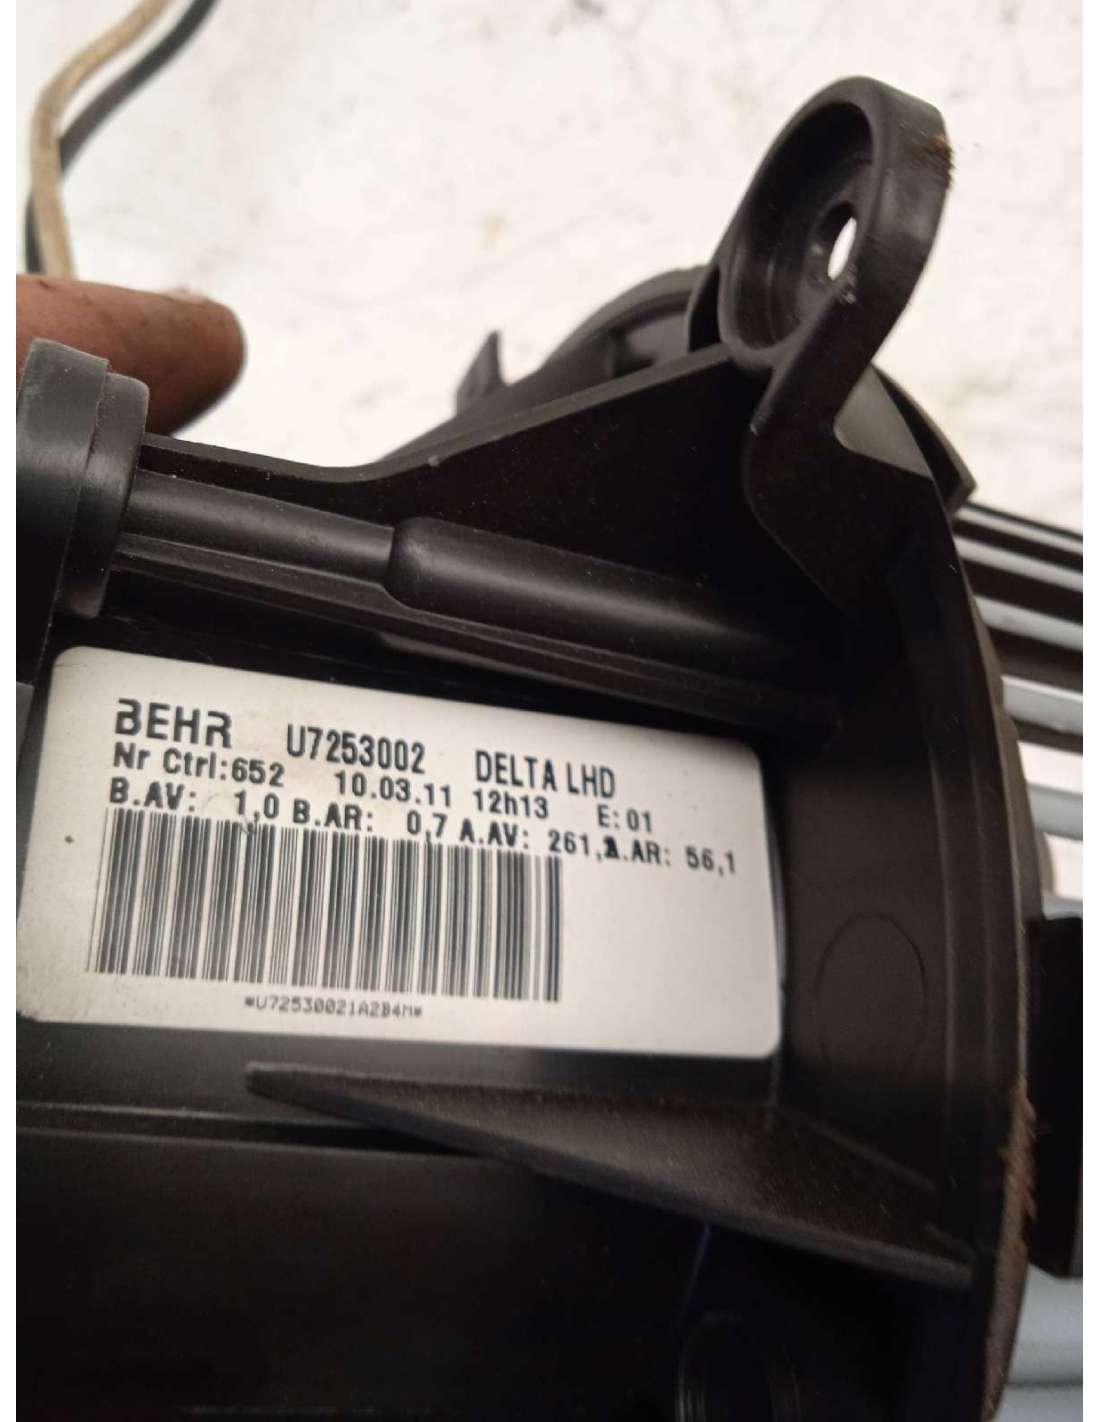 BEHR U7253002 DELTA LHD
Nr Ctrl:652 10.03.11 12h13 E:01
B.AV: 1,0 B.AR: 0,7 A.AV: 261, .AR: 56,1
*U72530021A2B4M*